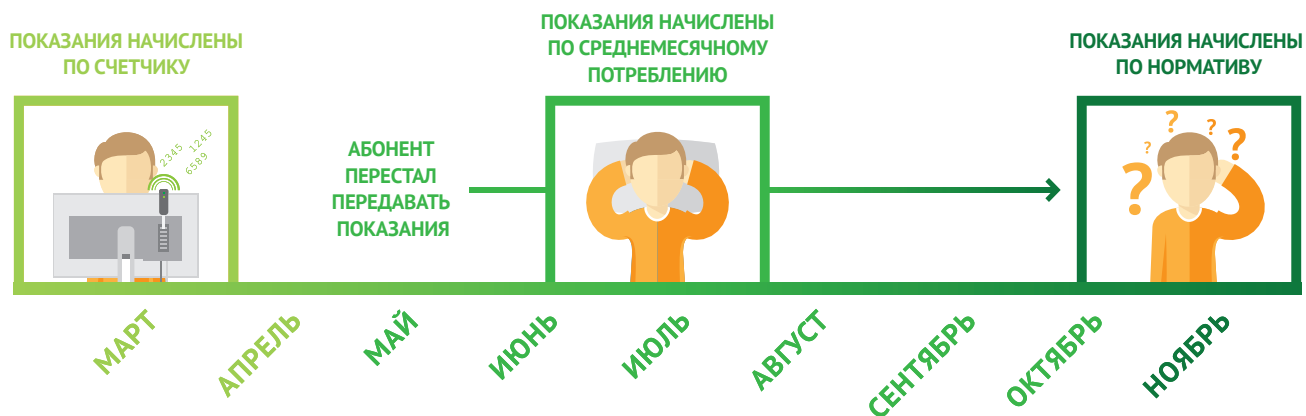 ПОКАЗАНИЯ НАЧИСЛЕНЫ
ПО СЧЕТЧИКУ
ПОКАЗАНИЯ НАЧИСЛЕНЫ
ПО СРЕДНЕМЕСЯЧНОМУ
ПОТРЕБЛЕНИЮ
ПОКАЗАНИЯ НАЧИСЛЕНЫ
ПО НОРМАТИВУ
2345 1245
6589
АБОНЕНТ
ПЕРЕСТАЛ
ПЕРЕДАВАТЬ
ПОКАЗАНИЯ
? ? ? ? ?
МАРТ
АПРЕЛЬ
МАЙ
ИЮНЬ
ИЮЛЬ
АВГУСТ
СЕНТЯБРЬ
ОКТЯБРЬ
НОЯБРЬ